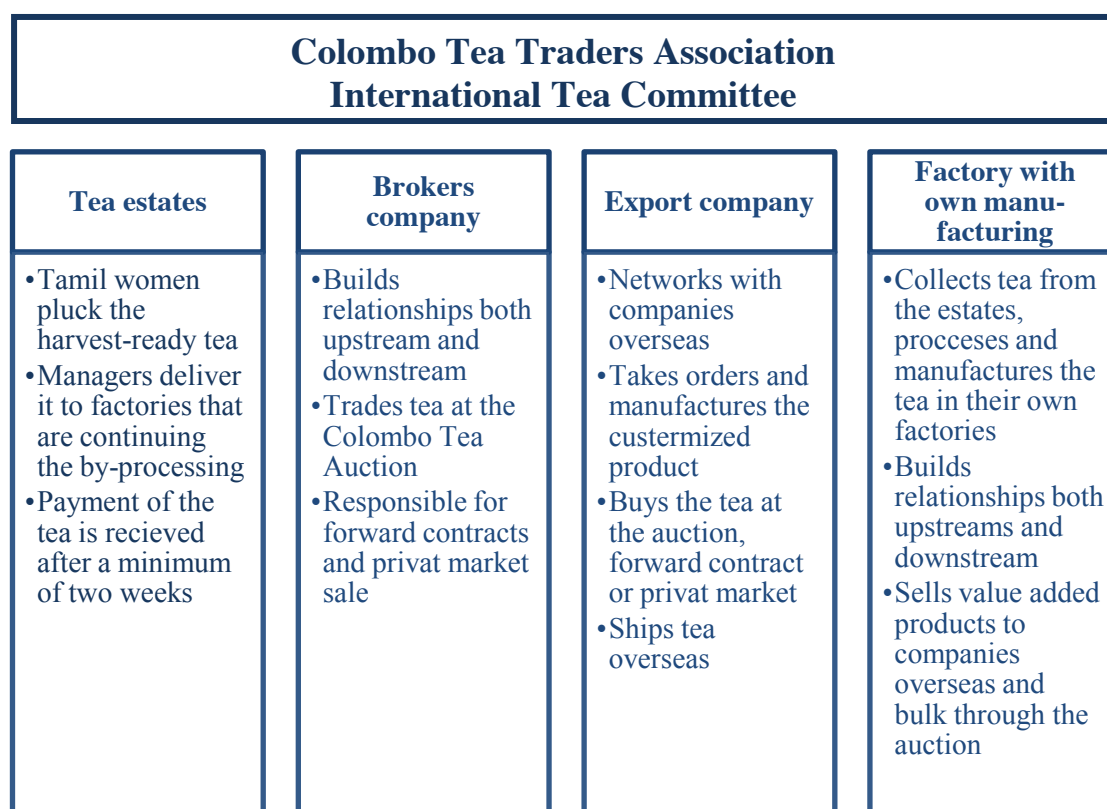 Colombo Tea Traders Association
International Tea Committee
Tea estates
•Tamil women
pluck the
harvest-ready tea
•Managers deliver
it to factories that
are continuing
the by-processing
•Payment of the
tea is recieved
after a minimum
of two weeks
Brokers
company
•Builds
relationships both
upstream and
downstream
•Trades tea at the
Colombo Tea
Auction
•Responsible for
forward contracts
and privat market
sale
Export company
•Networks with
companies
overseas
•Takes orders and
manufactures the
custermized
product
•Buys the tea at
the auction,
forward contract
or privat market
•Ships tea
overseas
Factory with
own manu-
facturing
•Collects tea from
the estates,
procceses and
manufactures the
tea in their own
factories
•Builds
relationships both
upstreams and
downstream
•Sells value added
products to
companies
overseas and
bulk through the
auction